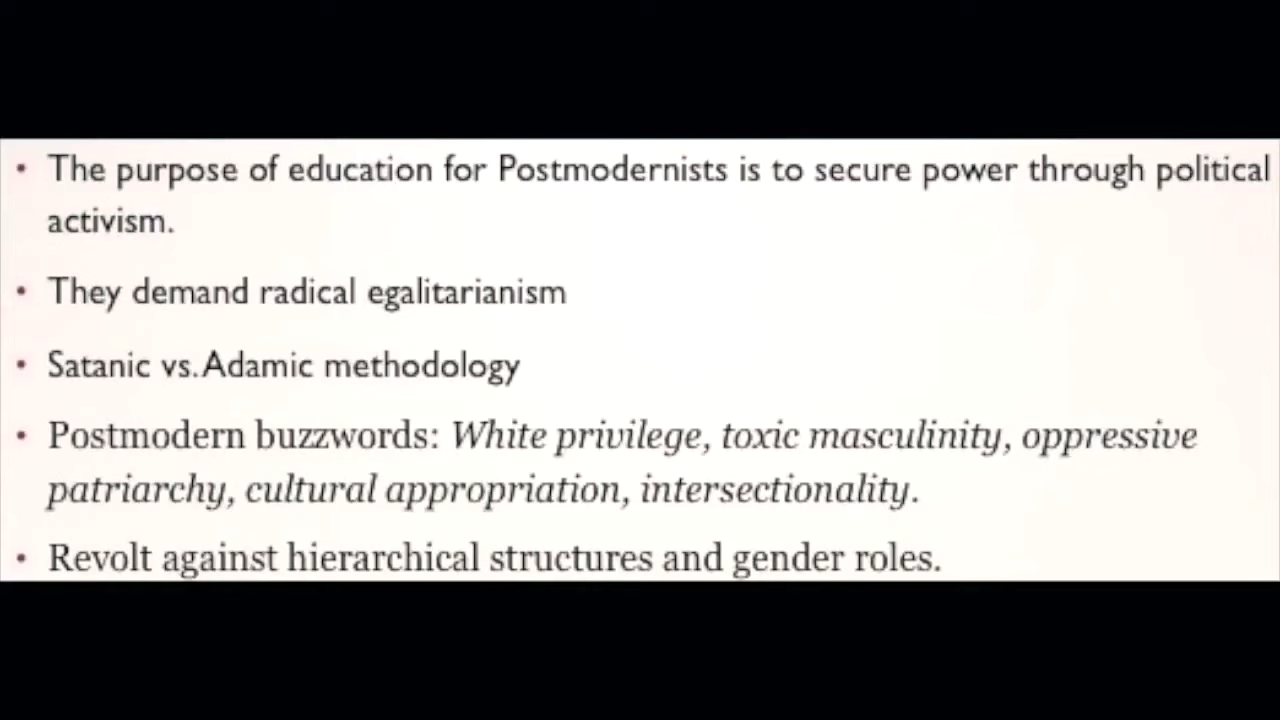 • The purpose of education for Postmodernists is to secure power through political
activism.
• They demand radical egalitarianism
• Satanic vs. Adamic methodology
• Postmodern buzzwords: White privilege, toxic masculinity, oppressive
patriarchy, cultural appropriation, intersectionality.
• Revolt against hierarchical structures and gender roles.